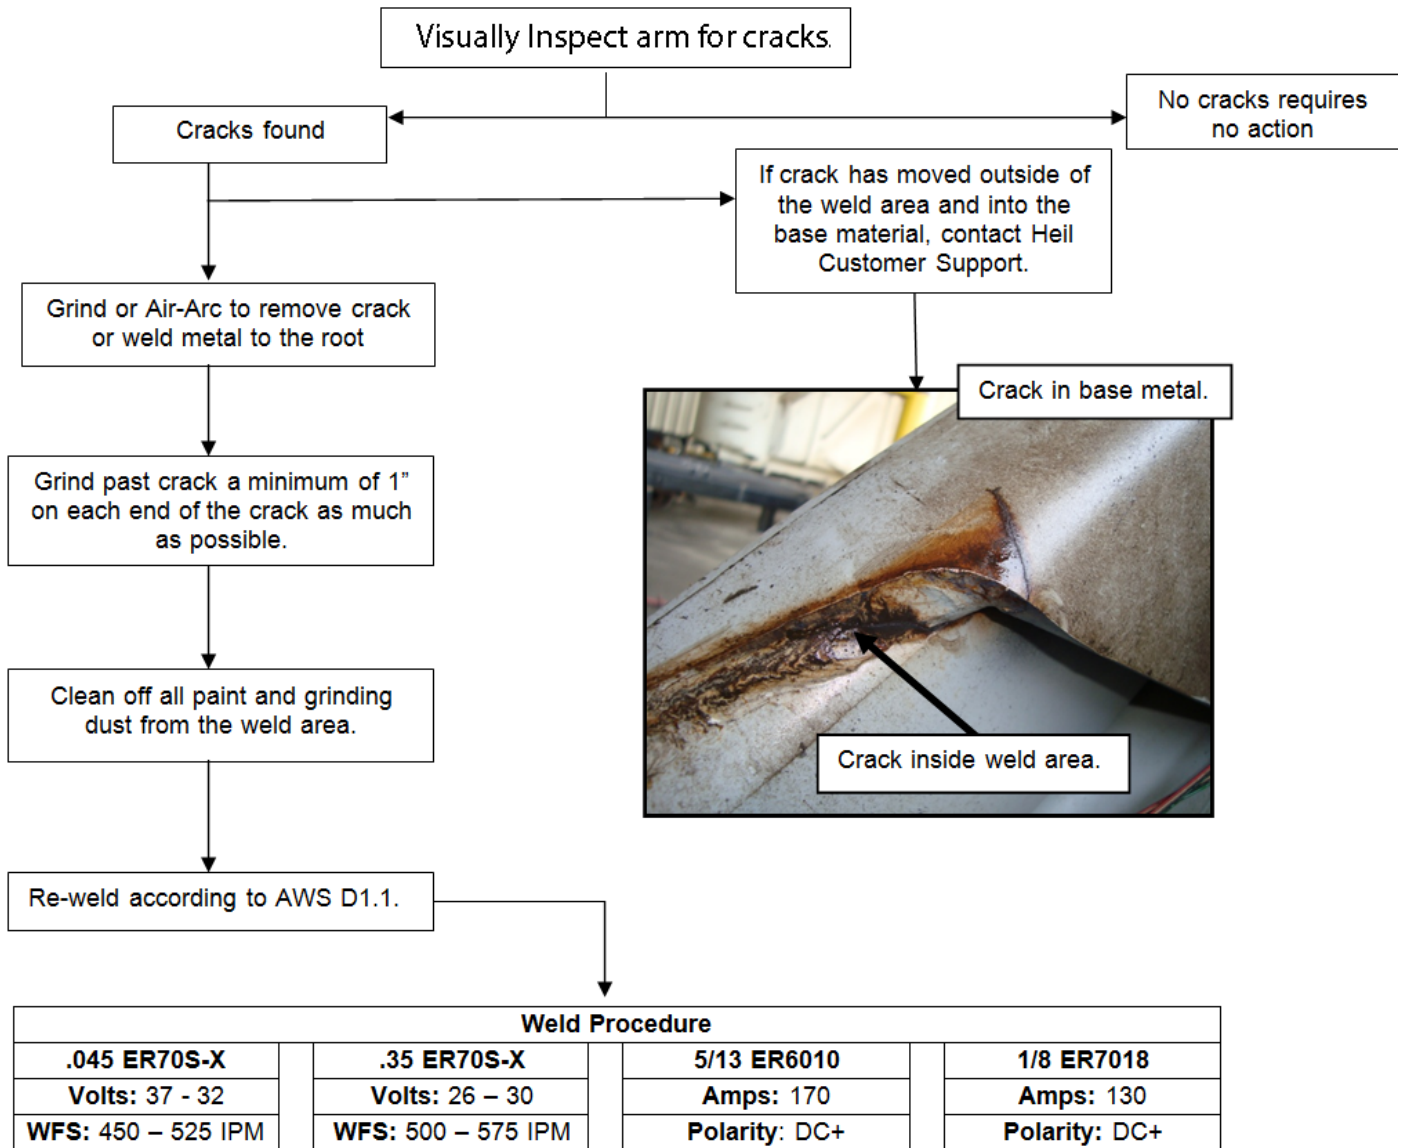 Visually Inspect arm for cracks.
Cracks found
No cracks requires
no action
If crack has moved outside of
the weld area and into the
base material, contact Heil
Customer Support.
Grind or Air-Arc to remove crack
or weld metal to the root
Crack in base metal.
Grind past crack a minimum of 1”
on each end of the crack as much
as possible.
Clean off all paint and grinding
dust from the weld area.
Crack inside weld area.
Re-weld according to AWS D1.1.
Weld Procedure
.045 ER70S-X .35 ER70S-X 5/13 ER6010 1/8 ER7018
Volts: 37 - 32 Volts: 26 – 30 Amps: 170 Amps: 130
WFS: 450 – 525 IPM WFS: 500 – 575 IPM Polarity: DC+ Polarity: DC+